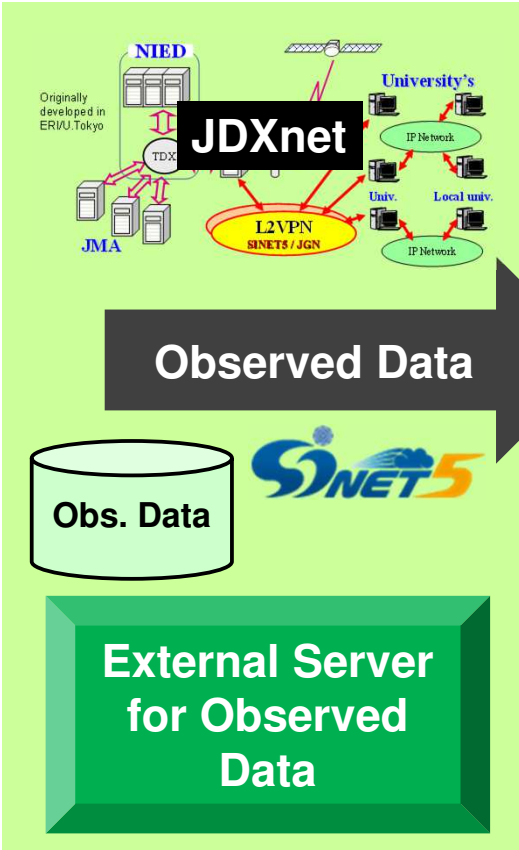 NIED
Originally
developed in
ERI/U.Tokyo
TDX
JMA
JDXnet
University's
IP Network
Univ.
Local univ.
L2VPN
SINET5 / JGN
IP Network
Observed Data
SINET5
Obs. Data
External Server
for Observed
Data